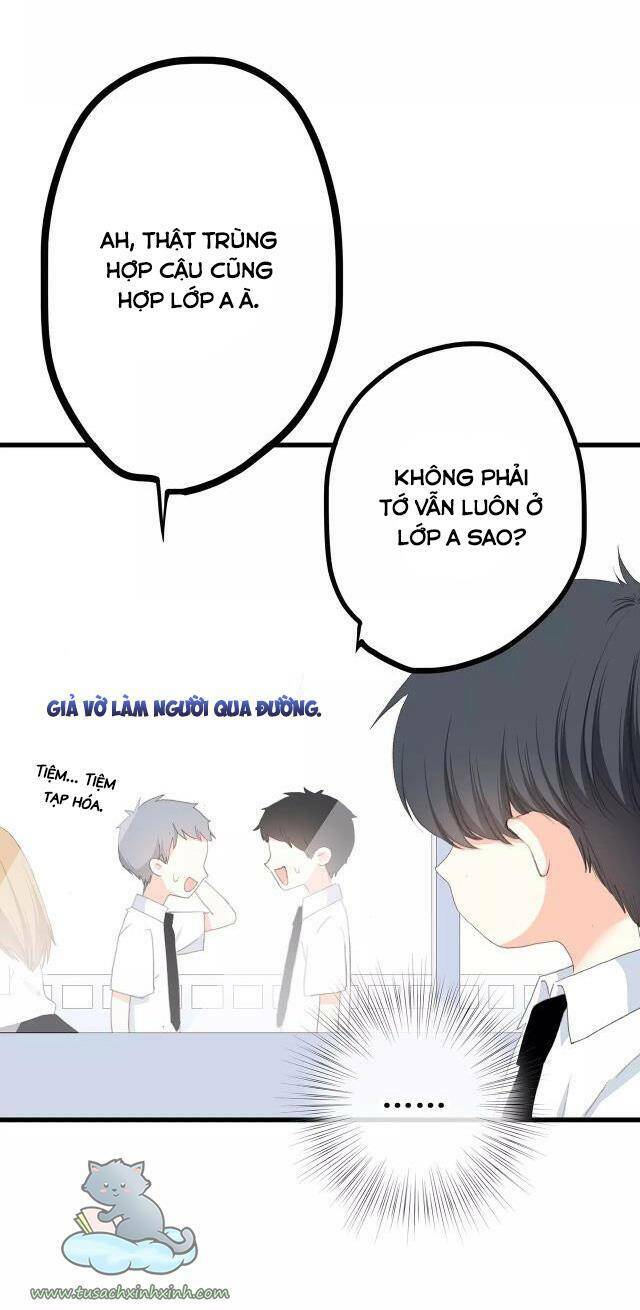 AH, THẬT TRÙNG
HỢP CẬU CŨNG
HỢP LỚP A À.
KHÔNG PHẢI
TỚ VẪN LUÔN Ở
LỚP A SAO?
GIẢ VỜ LÀM NGƯỜI QUA ĐƯỜNG.
TIỆM... TIỆM
TẠP HÓA.
......
www.tusachxinhxinh.com